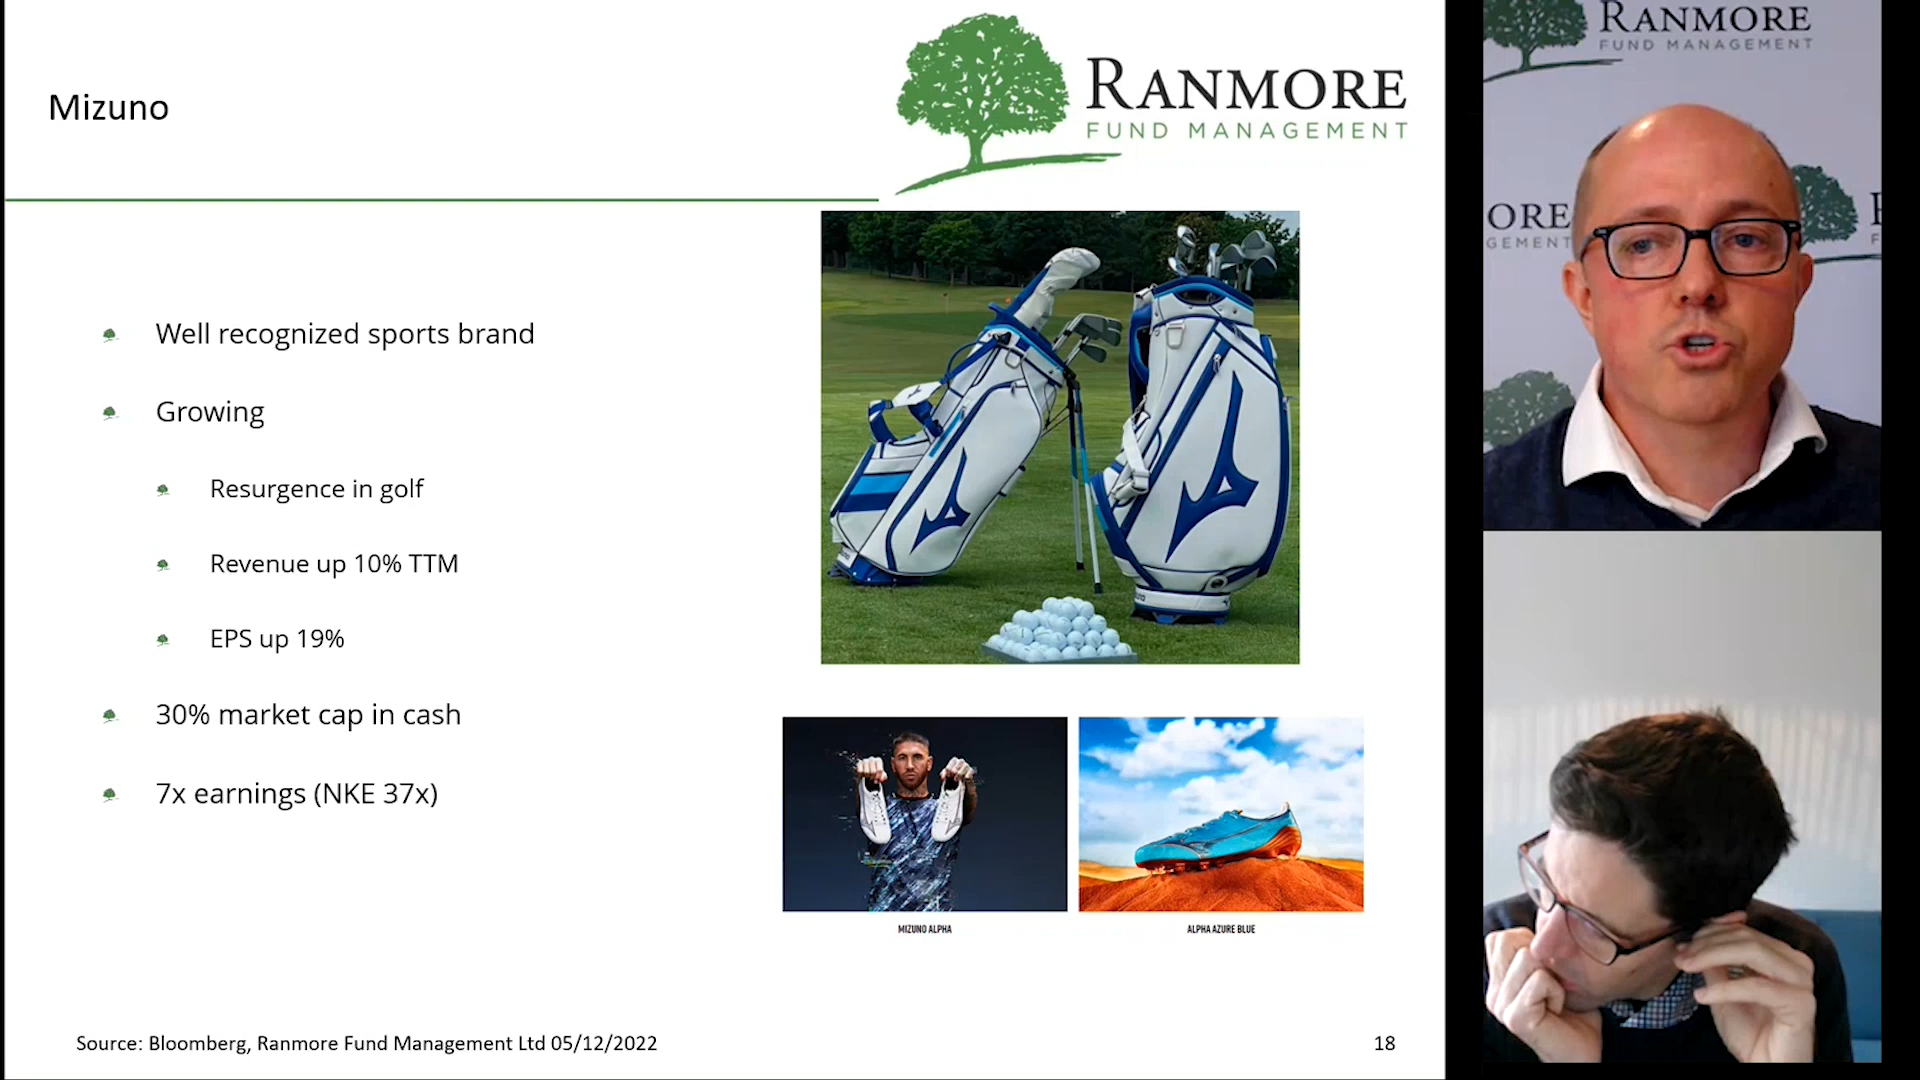 Mizuno
RANMORE
FUND MANAGEMENT
Well recognized sports brand
Growing
Resurgence in golf
Revenue up 10% TTM
EPS up 19%
30% market cap in cash
7x earnings (NKE 37x)
MIZUNO ALPHA
ALPHA AZURE BLUE
Source: Bloomberg, Ranmore Fund Management Ltd 05/12/2022
18
RANMORE
FUND MANAGEMENT
ORE
GEMENT